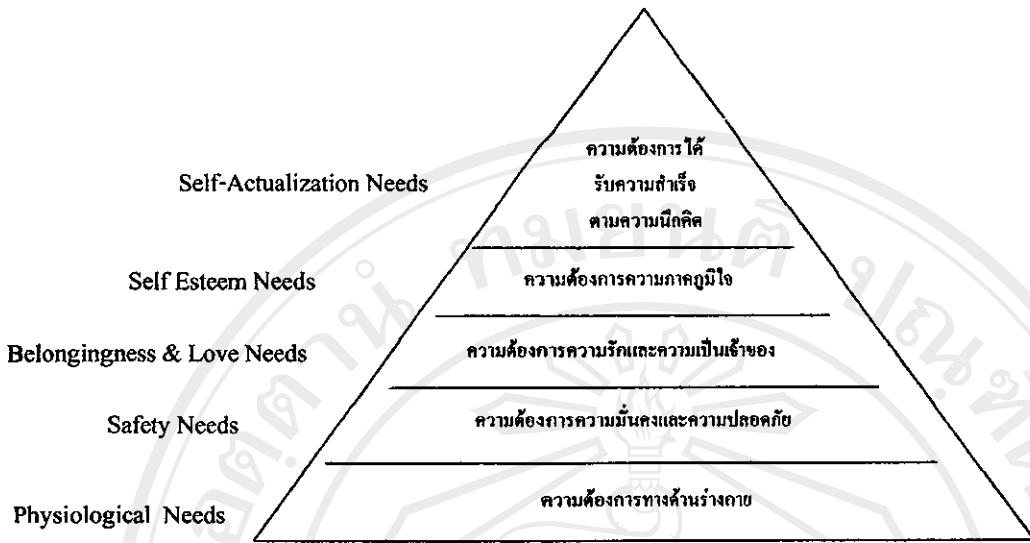 ความต้องการได้
Self-Actualization Needs รับความสำเร็จ
ตามความนึกคิด
Self Esteem Needs ความต้องการความภาคภูมิใจ
Belongingness & Love Needs ความต้องการความรักและความเป็นเจ้าของ
Safety Needs ความต้องการความมั่นคงและความปลอดภัย
Physiological Needs ความต้องการทางด้านร่างกาย